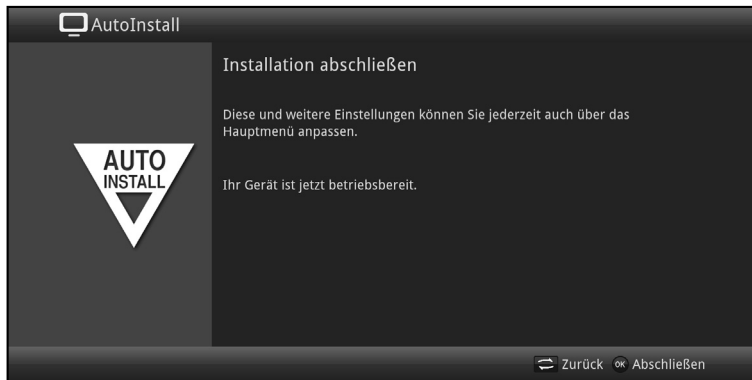 AutoInstall
Installation abschließen
Diese und weitere Einstellungen können Sie jederzeit auch über das
Hauptmenü anpassen.
AUTO
INSTALL
Ihr Gerät ist jetzt betriebsbereit.
Zurück OK Abschließen